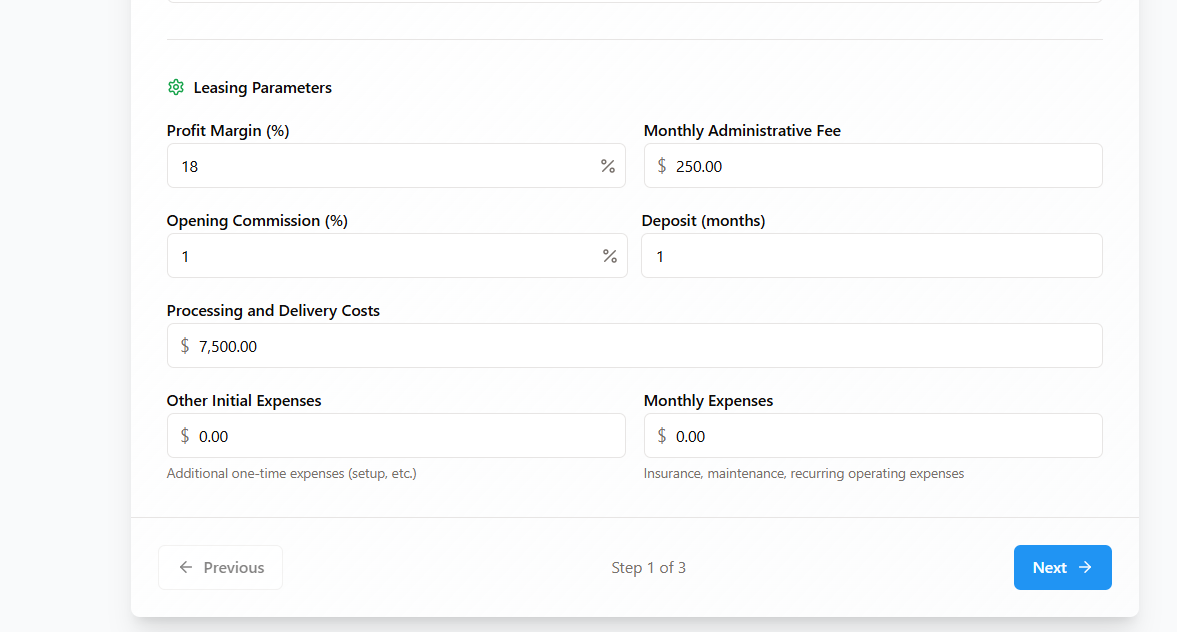 Leasing Parameters
Profit Margin (%)
Monthly Administrative Fee
18 %
$ 250.00
Opening Commission (%)
Deposit (months)
1 %
1
Processing and Delivery Costs
$ 7,500.00
Other Initial Expenses
Monthly Expenses
$ 0.00
$ 0.00
Additional one-time expenses (setup, etc.)
Insurance, maintenance, recurring operating expenses
← Previous
Step 1 of 3
Next →